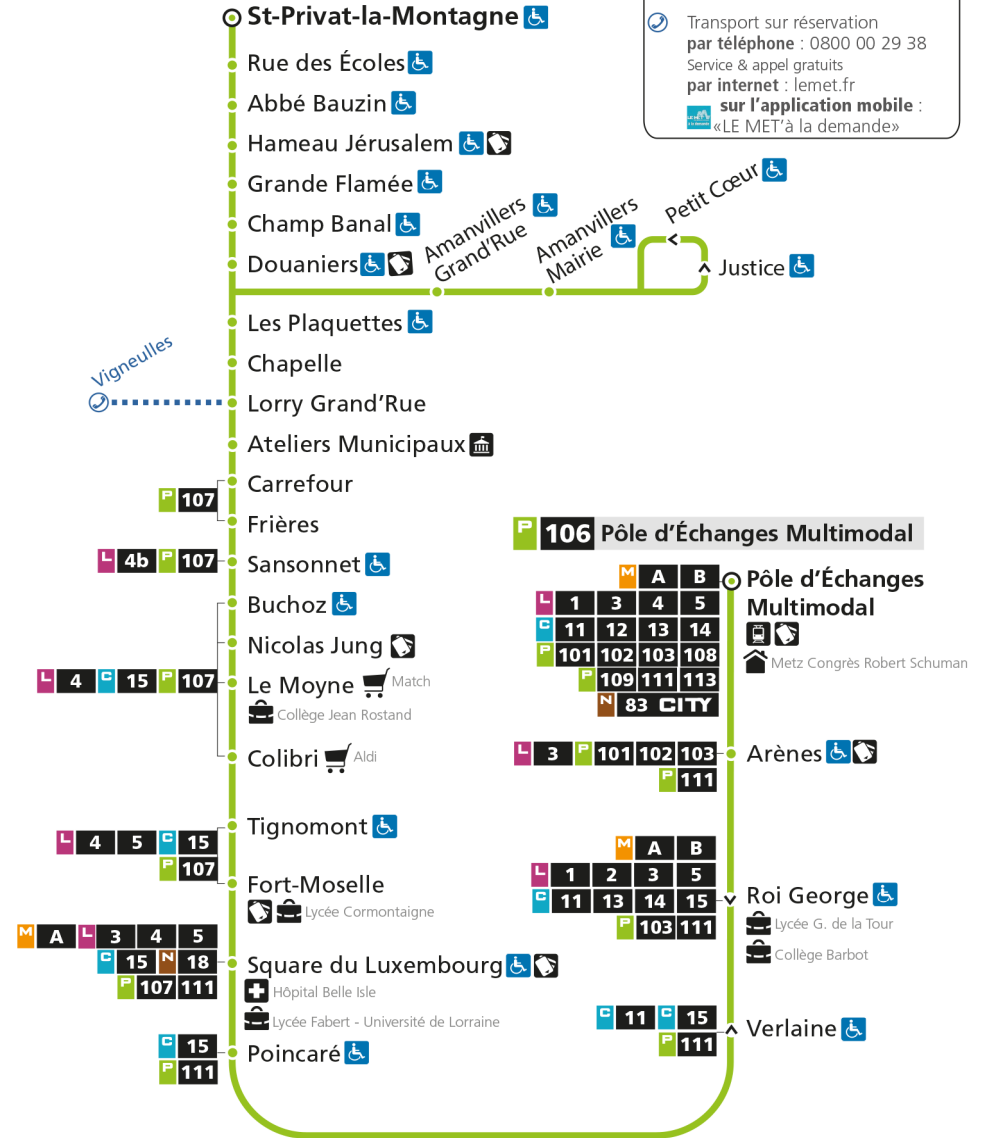 St-Privat-la-Montagne
Transport sur réservation
par téléphone : 0800 00 29 38
Service & appel gratuits
par internet : lemet.fr
sur l'application mobile :
«LE MET'à la demande»
Rue des Écoles
Abbé Bauzin
Hameau Jérusalem
Grande Flamée
Champ Banal
Douaniers
Amanvillers
Grand'Rue
Amanvillers
Mairie
Petit Cœur
Justice
Les Plaquettes
Chapelle
Vigneulles
Lorry Grand'Rue
Ateliers Municipaux
Carrefour
P 107
Frières
L 4b P 107
Sansonnet
Buchoz
Nicolas Jung
L 4 C 15 P 107
Le Moyne
Match
Collège Jean Rostand
Colibri
Aldi
Tignomont
L 4 5 C 15
P 107
Fort-Moselle
Lycée Cormontaigne
M A L 3 4 5
C 15 N 18
P 107 111
Square du Luxembourg
Hôpital Belle Isle
Lycée Fabert - Université de Lorraine
C 15
P 111
Poincaré
P 106 Pôle d'Échanges Multimodal
M A B
L 1 3 4 5
C 11 12 13 14
P 101 102 103 108
P 109 111 113
N 83 CITY
Pôle d'Échanges
Multimodal
Metz Congrès Robert Schuman
L 3 P 101 102 103
P 111
Arènes
M A B
L 1 2 3 5
C 11 13 14 15
P 103 111
Roi George
Lycée G. de la Tour
Collège Barbot
C 11 C 15
P 111
Verlaine